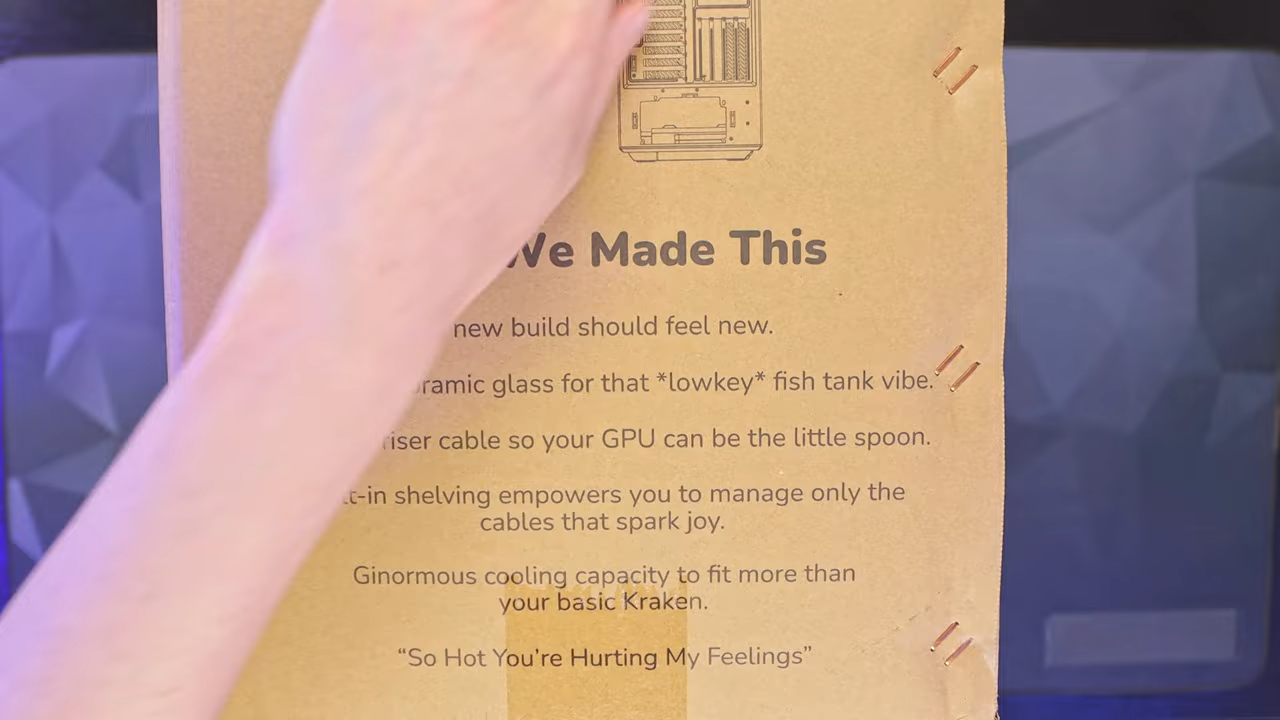 We Made This
new build should feel new.
glass for that *lowkey* fish tank vibe.
riser cable so your GPU can be the little spoon.
shelving empowers you to manage only the
cables that spark joy.
Ginormous cooling capacity to fit more than
your basic Kraken.
“So Hot You’re Hurting My Feelings”